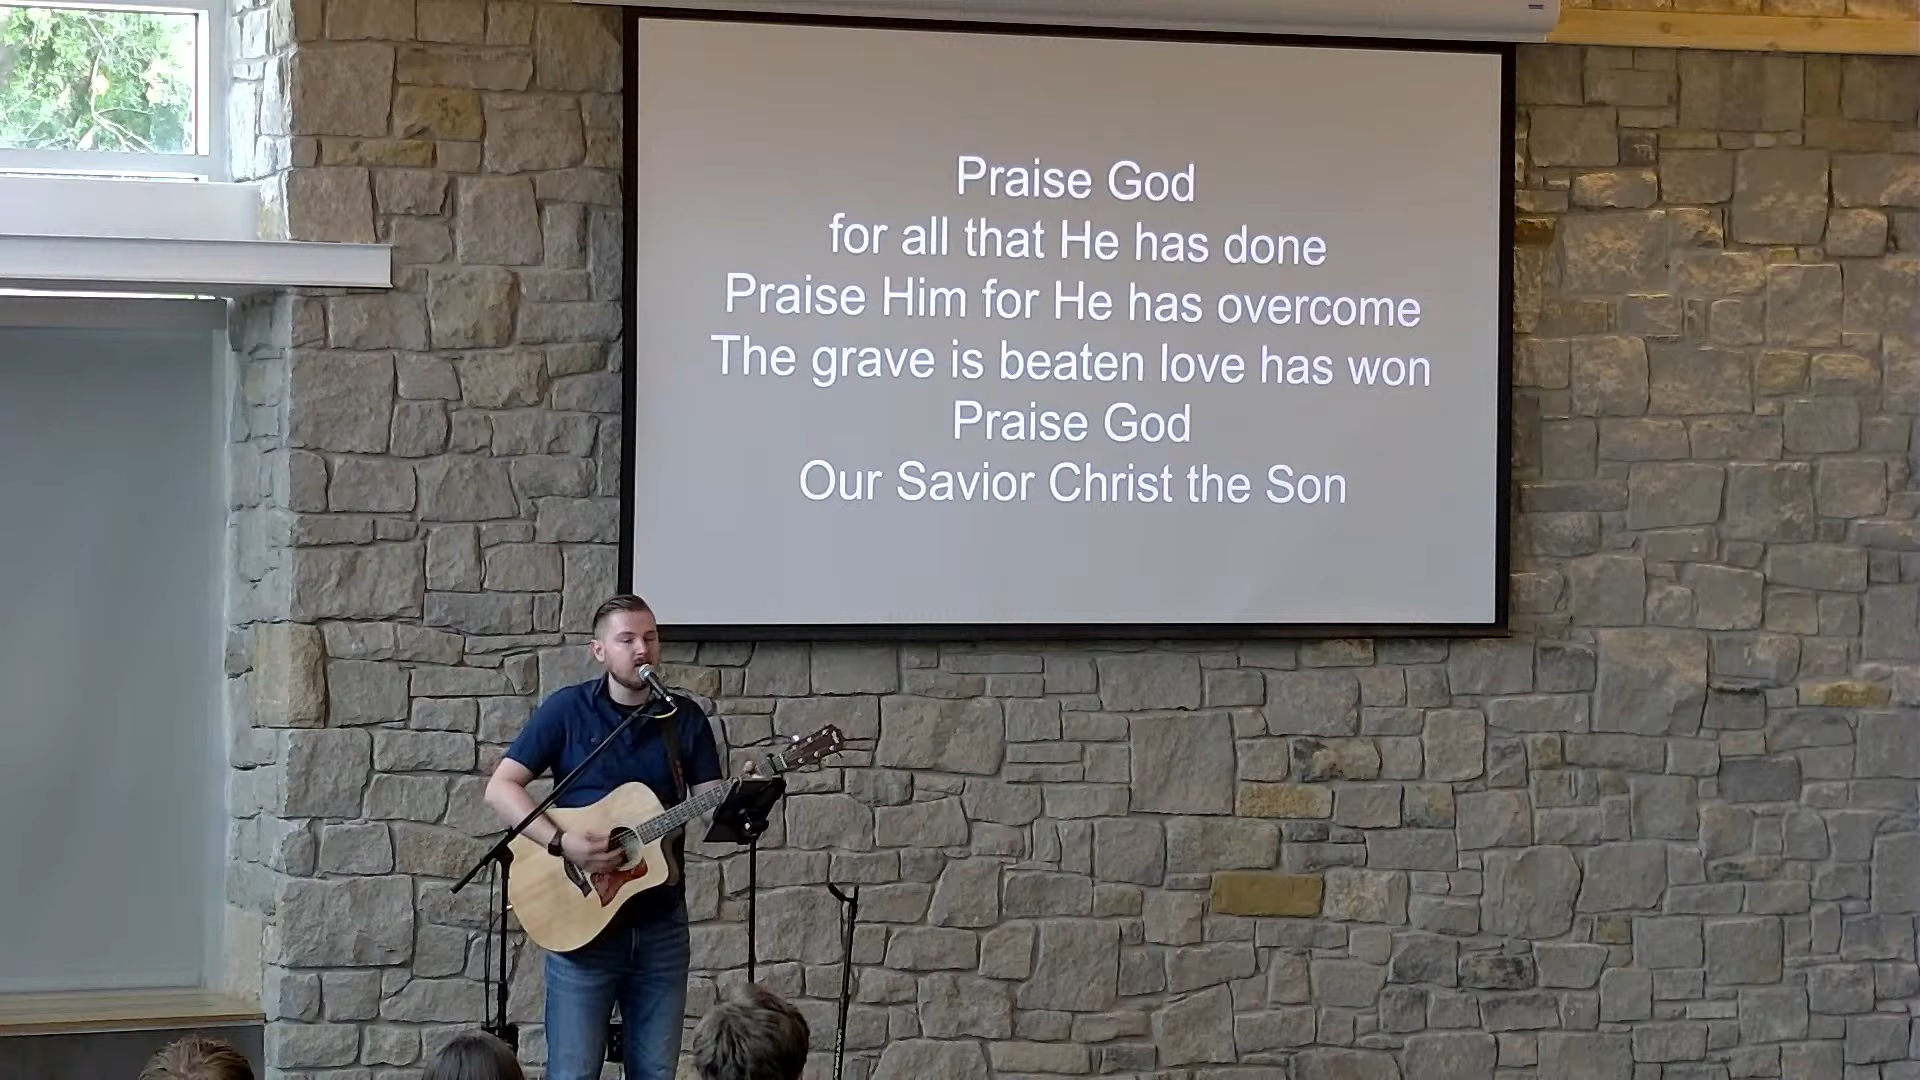 Praise God
for all that He has done
Praise Him for He has overcome
The grave is beaten love has won
Praise God
Our Savior Christ the Son